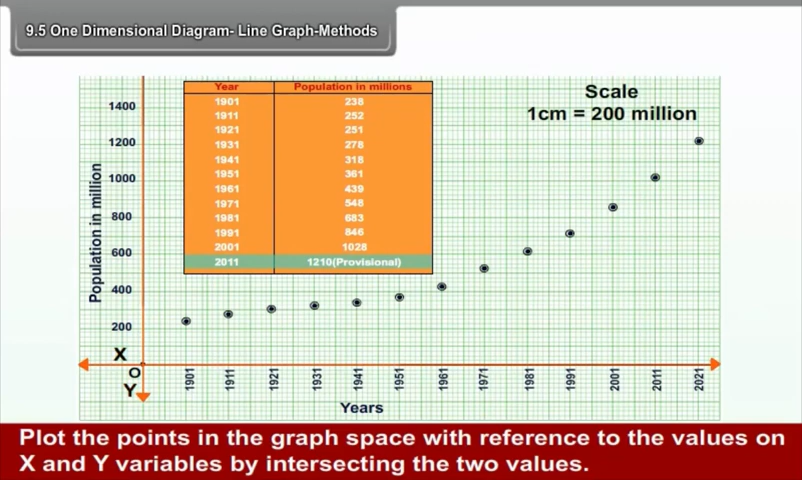 9.5 One Dimensional Diagram- Line Graph-Methods
Scale
1cm = 200 million
Year Population in millions
1901 238
1911 252
1921 251
1931 278
1941 318
1951 361
1961 439
1971 548
1981 683
1991 846
2001 1028
2011 1210(Provisional)
Population in million
1400
1200
1000
800
600
400
200
X
O
Y
1901 1911 1921 1931 1941 1951 1961 1971 1981 1991 2001 2011 2021
Years
Plot the points in the graph space with reference to the values on
X and Y variables by intersecting the two values.